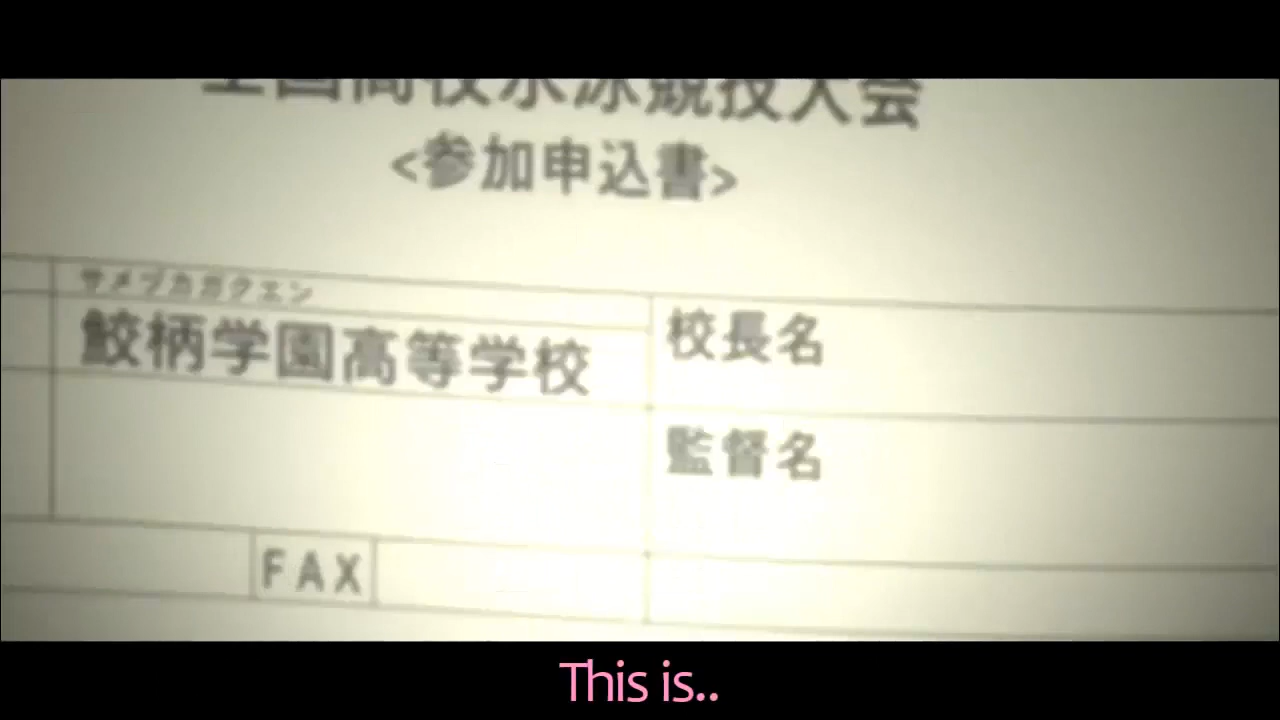 全国高校水泳競技大会
<参加申込書>
サメヅカガクエン
鮫柄学園高等学校
校長名
監督名
FAX
This is..